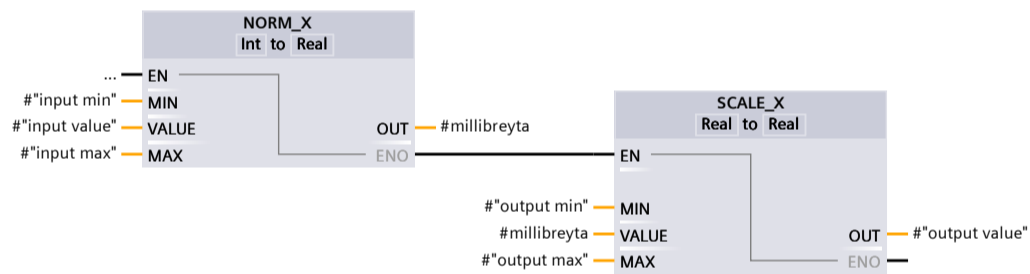 NORM_X
Int to Real
... EN
#"input min" MIN
#"input value" VALUE OUT #millibreyta
#"input max" MAX ENO
SCALE_X
Real to Real
EN
#"output min" MIN
#millibreyta VALUE OUT #"output value"
#"output max" MAX ENO